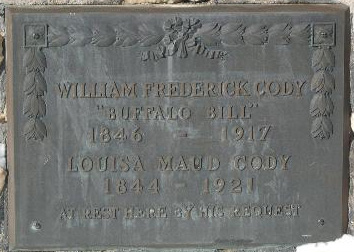 WILLIAM FREDERICK CODY
"BUFFALO BILL"
1846 - 1917
LOUISA MAUD CODY
1844 - 1921
AT REST HERE BY HIS REQUEST